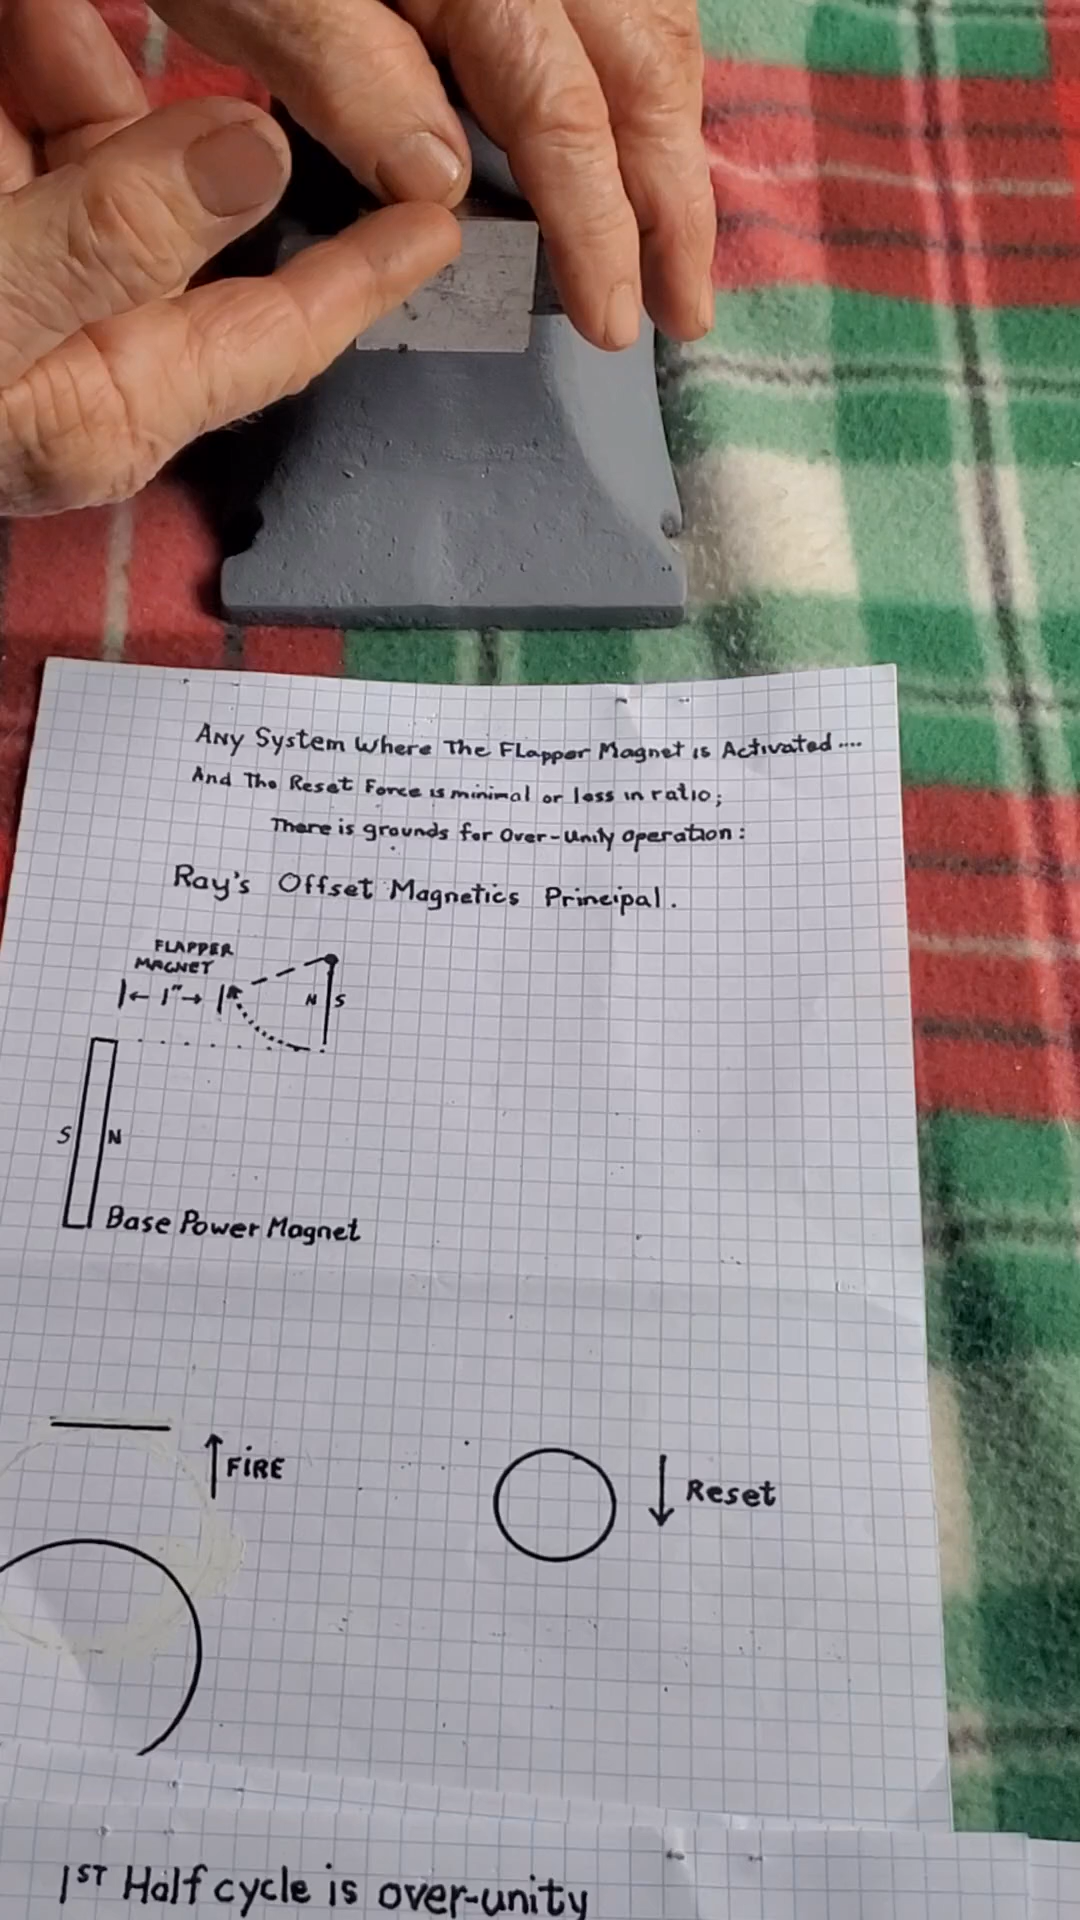 ANY System Where The FLapper Magnet is Activated ....
And The Reset Force is minimal or less in ratio;
There is grounds for Over-Unity operation:
Ray's Offset Magnetics Principal.
FLAPPER
MAGNET
1"
N S
S N
Base Power Magnet
FiRE
Reset
1ST Half cycle is over-unity